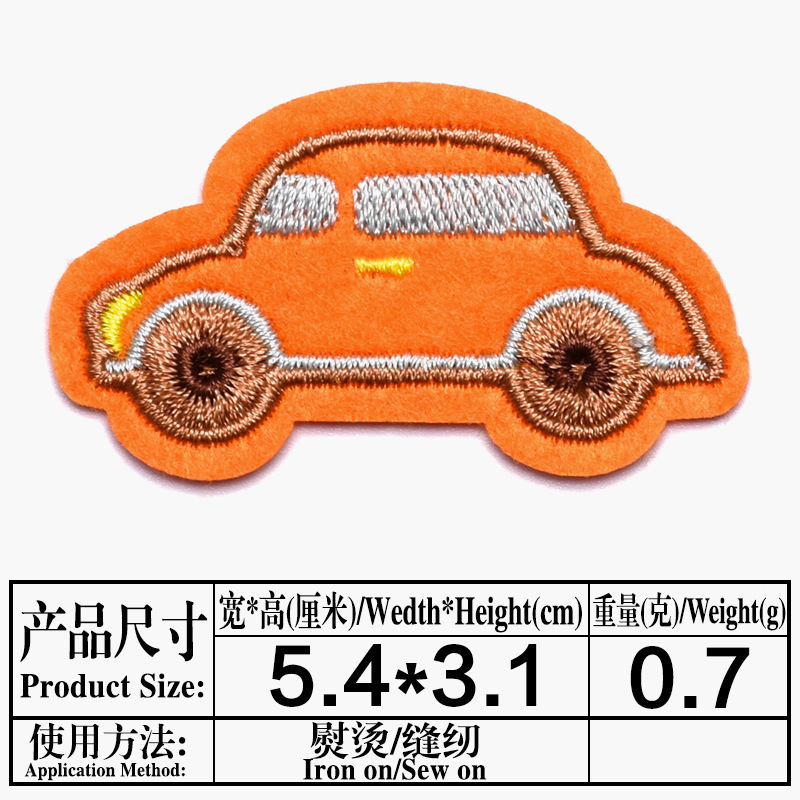 产品尺寸
Product Size:
宽*高(厘米)/Wedth*Height(cm)
重量(克)/Weight(g)
5.4*3.1
0.7
使用方法:
Application Method:
熨烫/缝纫
Iron on/Sew on